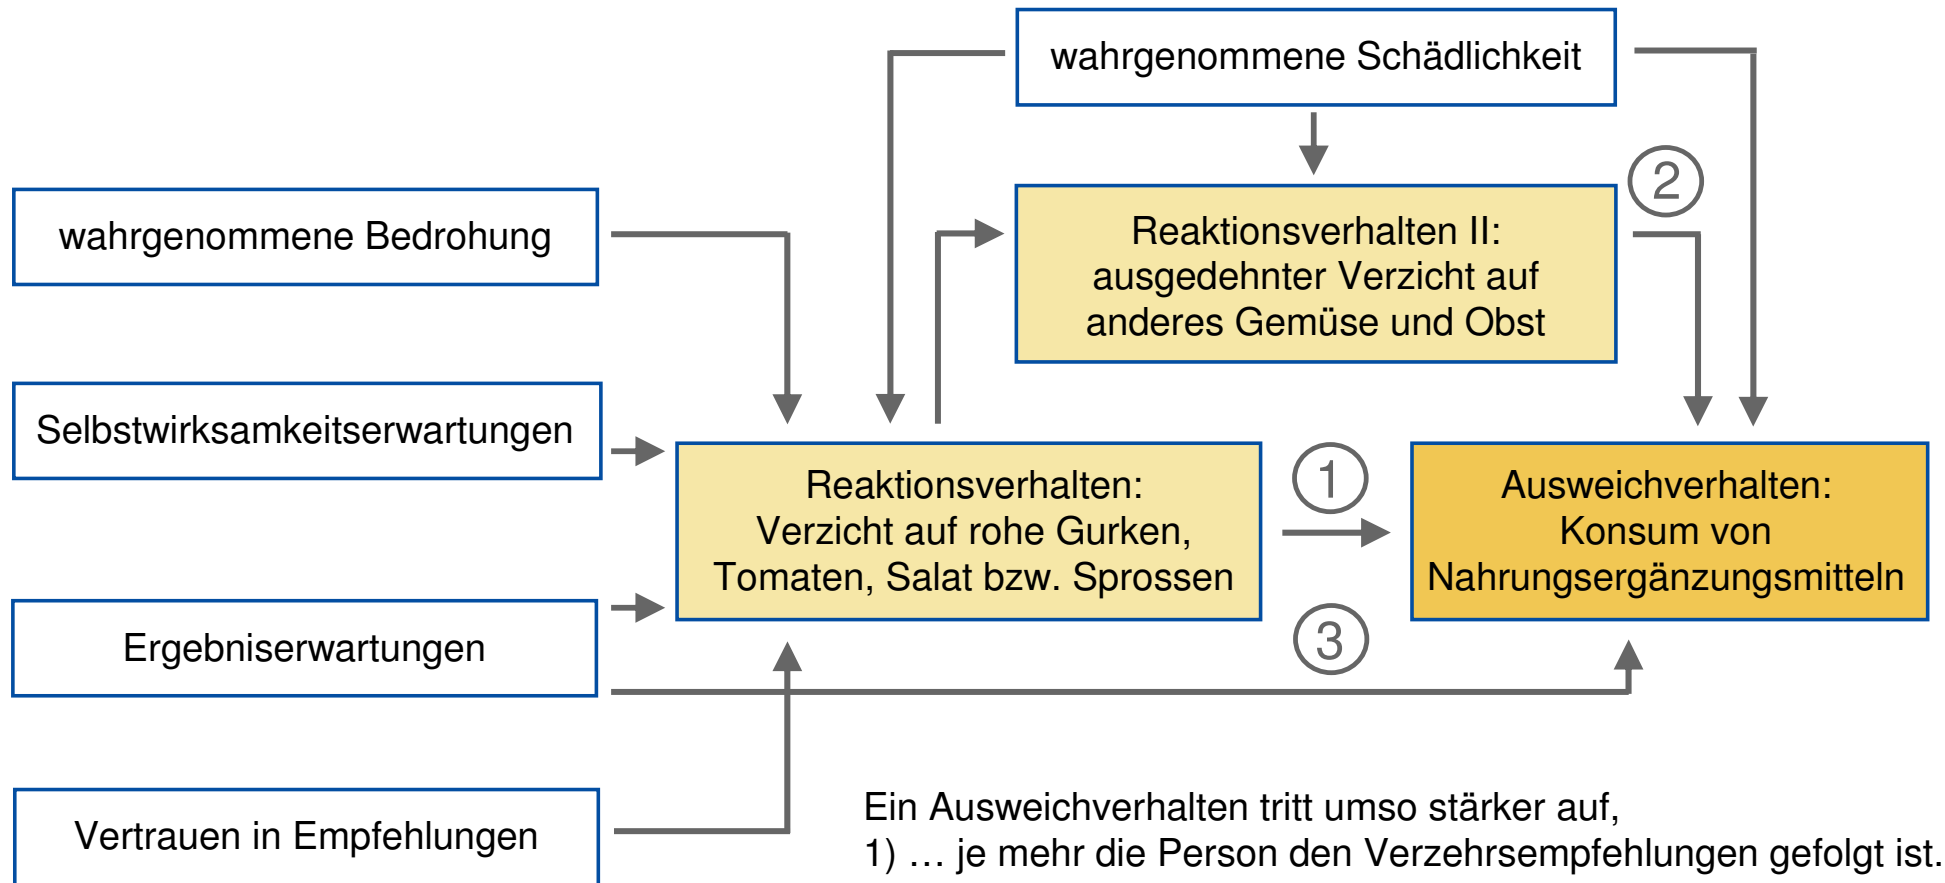 wahrgenommene Schädlichkeit
2
wahrgenommene Bedrohung
Reaktionsverhalten II:
ausgedehnter Verzicht auf
anderes Gemüse und Obst
Selbstwirksamkeitserwartungen
1
Reaktionsverhalten:
Verzicht auf rohe Gurken,
Tomaten, Salat bzw. Sprossen
Ausweichverhalten:
Konsum von
Nahrungsergänzungsmitteln
Ergebniserwartungen
3
Vertrauen in Empfehlungen
Ein Ausweichverhalten tritt umso stärker auf,
1) … je mehr die Person den Verzehrsempfehlungen gefolgt ist.